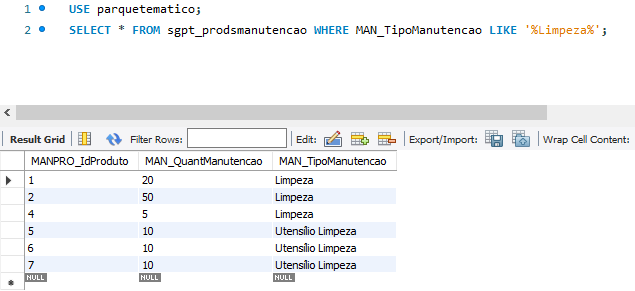 1 USE parquetematico;
2 SELECT * FROM sgpt_prodsmanutencao WHERE MAN_TipoManutencao LIKE '%Limpeza%';
Result Grid Filter Rows: Edit: Export/Import: Wrap Cell Content:
MANPRO_IdProduto MAN_QuantManutencao MAN_TipoManutencao
1 20 Limpeza
2 50 Limpeza
4 5 Limpeza
5 10 Utensílio Limpeza
6 10 Utensílio Limpeza
7 10 Utensílio Limpeza
NULL NULL NULL